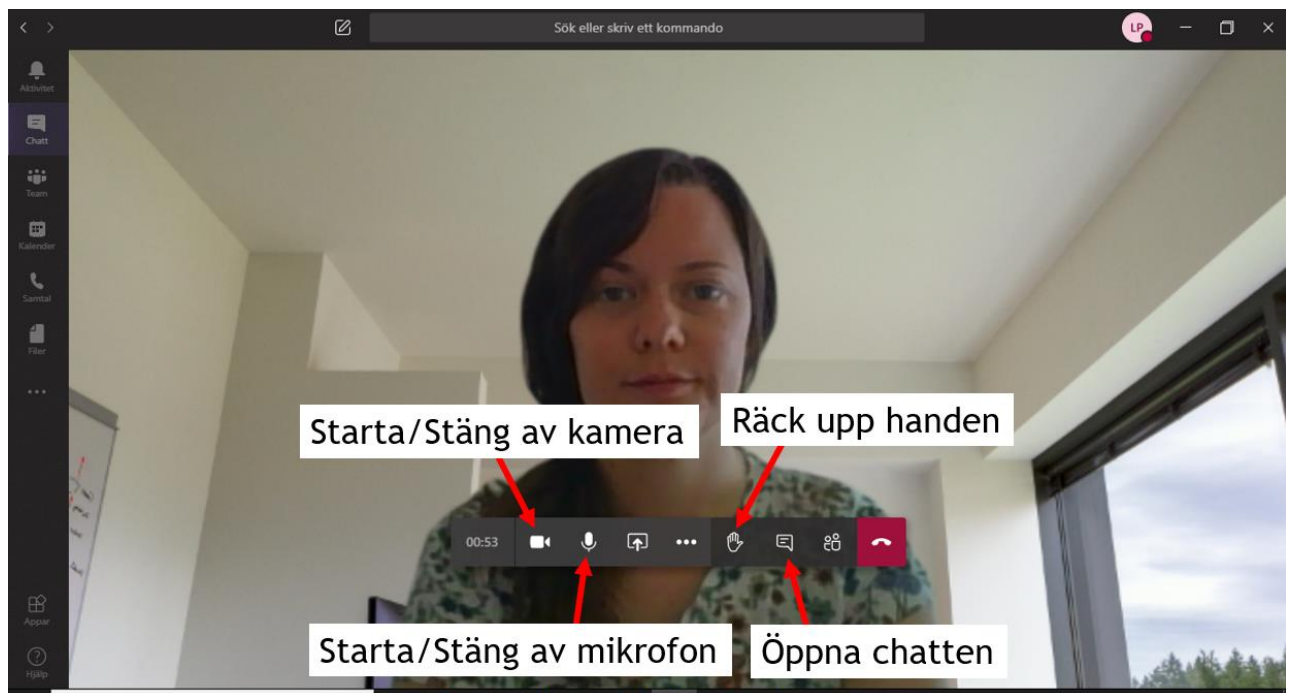 Sök eller skriv ett kommando
LP
Aktivitet
Chatt
Team
Kalender
Samtal
Filer
Starta/Stäng av kamera
Räck upp handen
00:53
Starta/Stäng av mikrofon
Öppna chatten
Appar
Hjälp